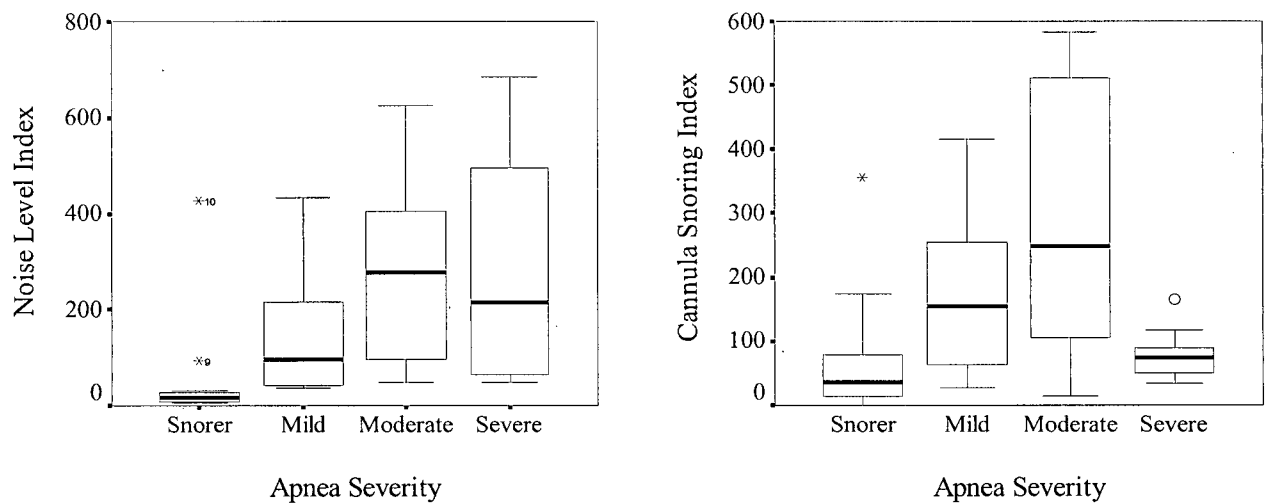 Noise Level Index
800
600
400
200
0
*10
*9
Snorer Mild Moderate Severe
Apnea Severity
Cannula Snoring Index
600
500
400
300
200
100
0
*
Snorer Mild Moderate Severe
Apnea Severity